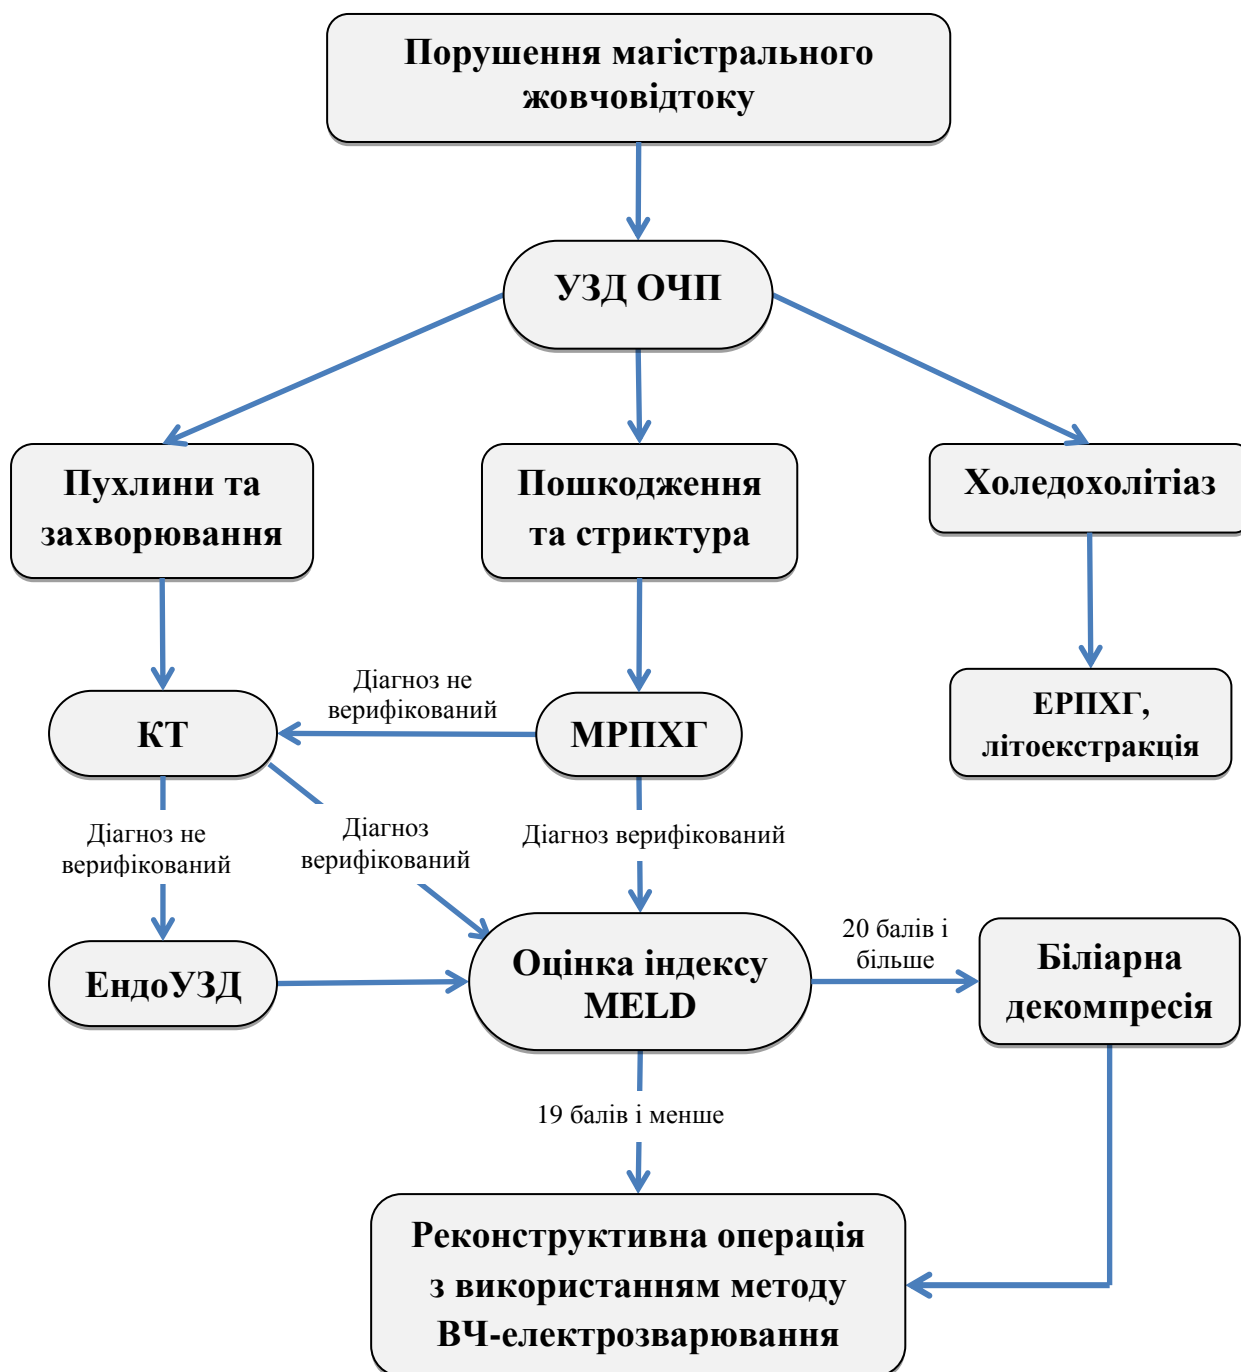 Порушення магістрального
жовчовідтоку
УЗД ОЧП
Пухлини та
захворювання
Пошкодження
та стриктура
Холедохолітіаз
Діагноз не
верифікований
КТ
МРПХГ
ЕРПХГ,
літоекстракція
Діагноз не
верифікований
Діагноз
верифікований
Діагноз верифікований
ЕндоУЗД
Оцінка індексу
MELD
20 балів і
більше
Біліарна
декомпресія
19 балів і менше
Реконструктивна операція
з використанням методу
ВЧ-електрозварювання